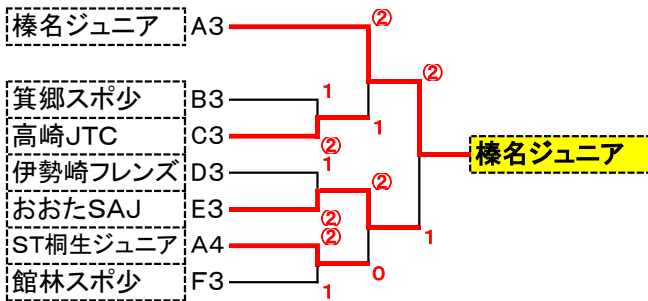 榛名ジュニア A3 ②
②
箕郷スポ少 B3 1
高崎JTC C3 ② 1
榛名ジュニア
伊勢崎フレンズ D3 1 ②
おおたSAJ E3 ②
ST桐生ジュニア A4 ② 1
館林スポ少 F3 1 0